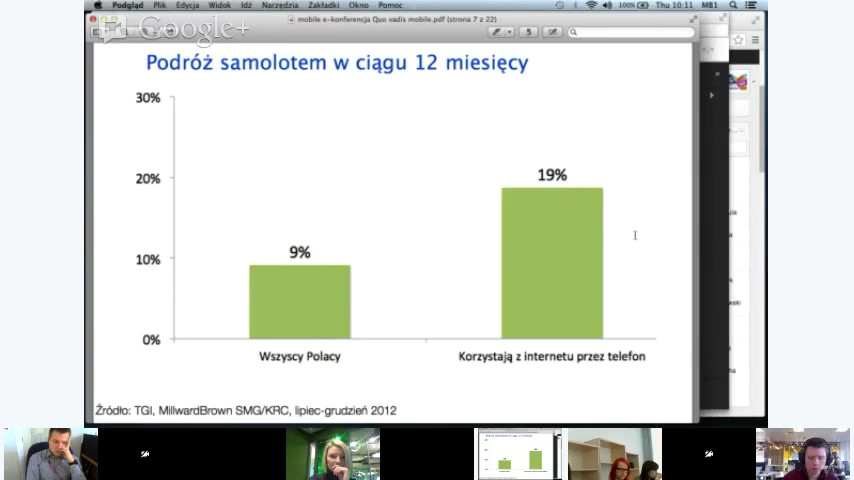 Podgląd Plik Edycja Widok Idź Narzędzia Zakładki Okno Pomoc 100% Thu 10:11 MB1
mobile e-konferencja Quo vadis mobile.pdf (strona 7 z 22)
Google+
Podróż samolotem w ciągu 12 miesięcy
30%
20%
10%
0%
9%
19%
Wszyscy Polacy
Korzystają z internetu przez telefon
Źródło: TGI, MillwardBrown SMG/KRC, lipiec-grudzień 2012